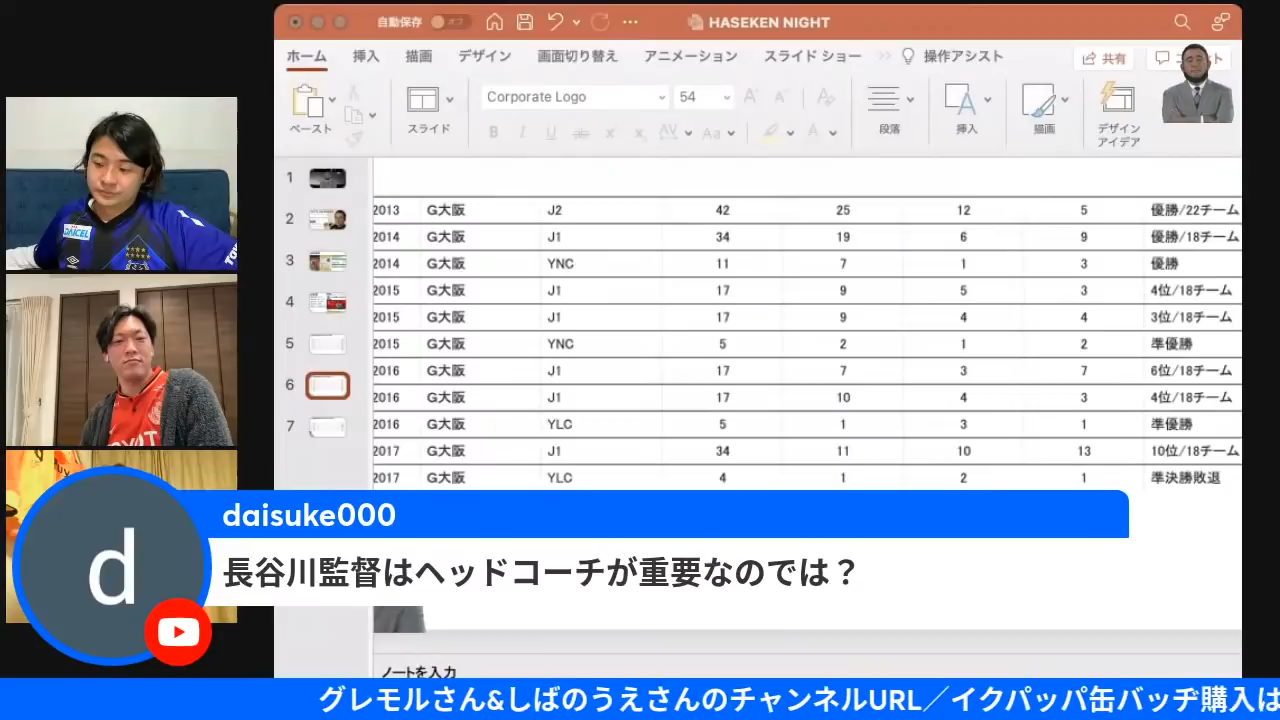 自動保存 オフ
HASEKEN NIGHT
ホーム 挿入 描画 デザイン 画面切り替え アニメーション スライド ショー 操作アシスト 共有
Corporate Logo 54
B I U ab x x AV Aa A
ペースト スライド 段落 挿入 描画 デザイン
アイデア
1
2
3
4
5
6
7
2013 G大阪 J2 42 25 12 5 優勝/22チーム
2014 G大阪 J1 34 19 6 9 優勝/18チーム
2014 G大阪 YNC 11 7 1 3 優勝
2015 G大阪 J1 17 9 5 3 4位/18チーム
2015 G大阪 J1 17 9 4 4 3位/18チーム
2015 G大阪 YNC 5 2 1 2 準優勝
2016 G大阪 J1 17 7 3 7 6位/18チーム
2016 G大阪 J1 17 10 4 3 4位/18チーム
2016 G大阪 YLC 5 1 3 1 準優勝
2017 G大阪 J1 34 11 10 13 10位/18チーム
2017 G大阪 YLC 4 1 2 1 準決勝敗退
DAICEL
d
daisuke000
長谷川監督はヘッドコーチが重要なのでは？
ノートを入力
グレモルさん&しばのうえさんのチャンネルURL／イクパッパ缶バッヂ購入は